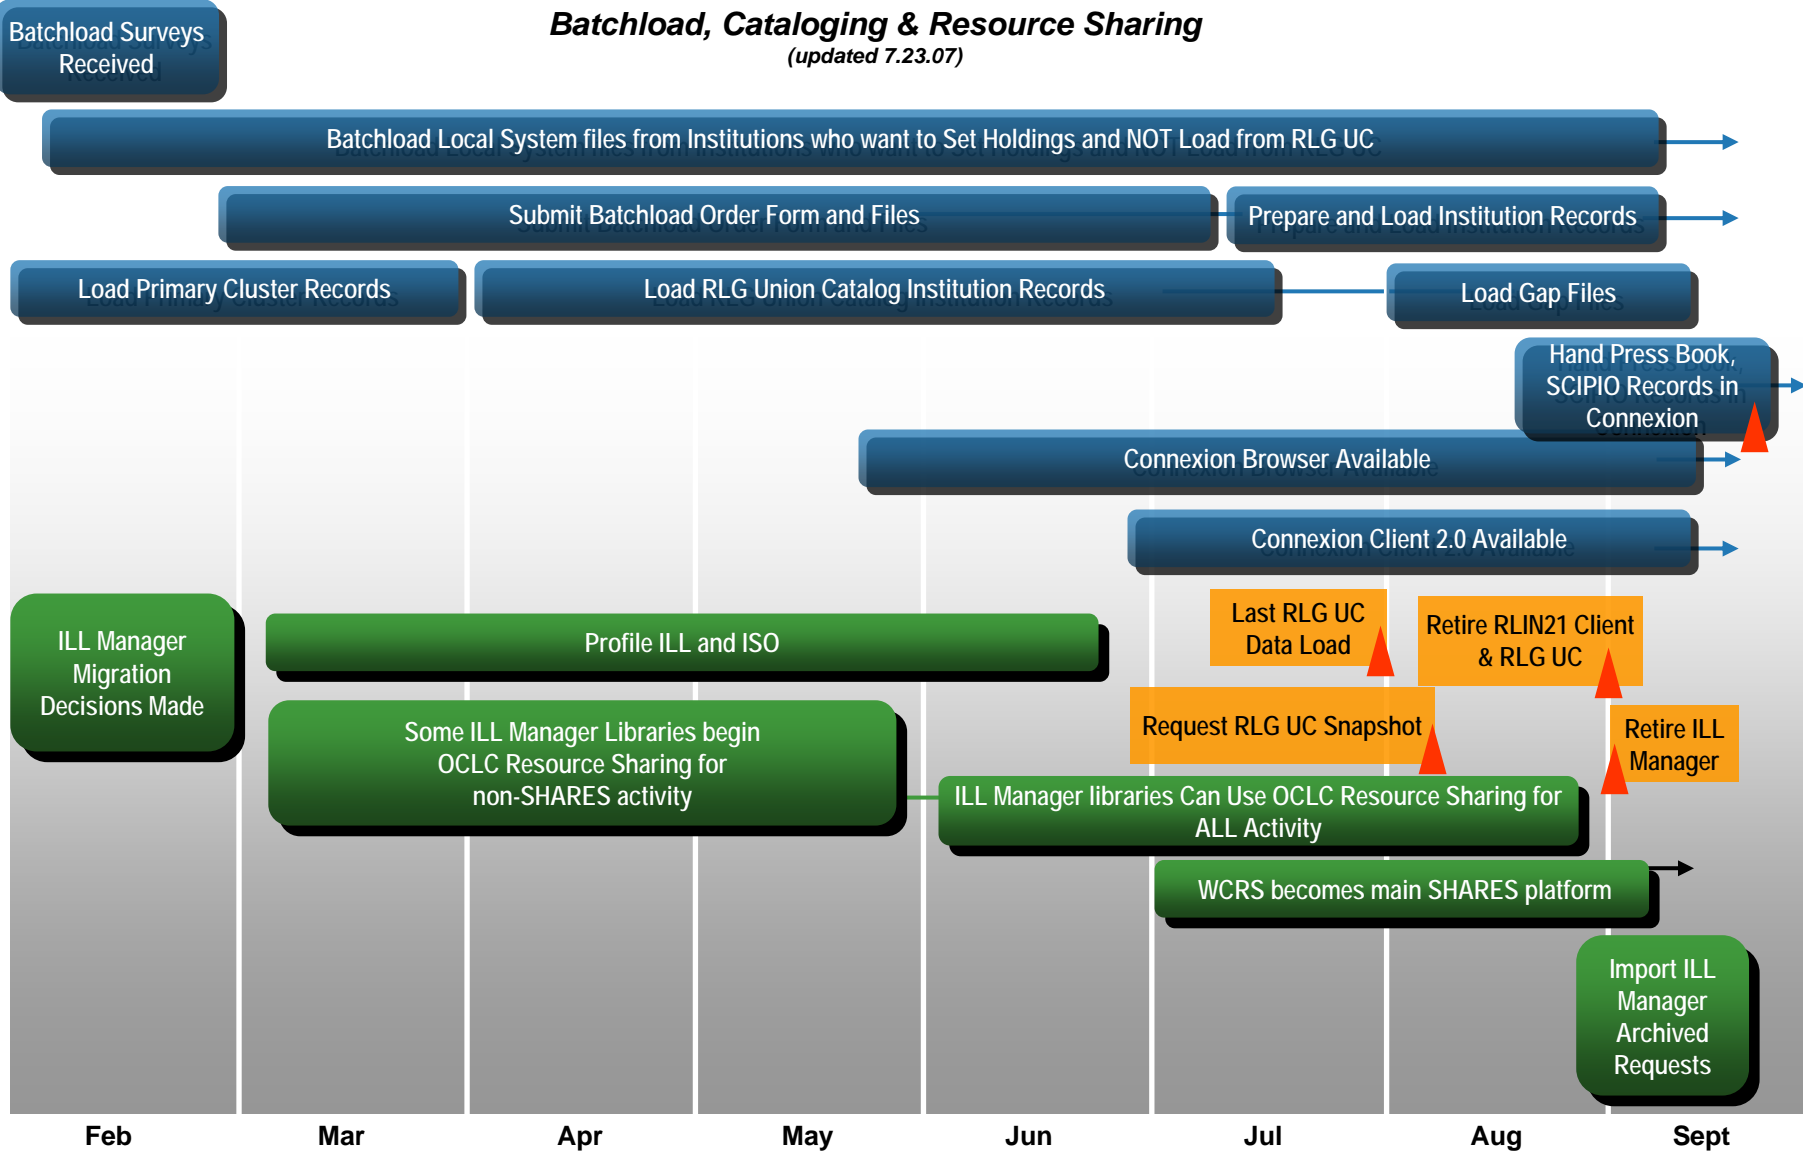 Batchload, Cataloging & Resource Sharing
(updated 7.23.07)
Batchload Surveys
Received
Batchload Local System files from Institutions who want to Set Holdings and NOT Load from RLG UC
Submit Batchload Order Form and Files
Prepare and Load Institution Records
Load Primary Cluster Records
Load RLG Union Catalog Institution Records
Load Gap Files
Hand Press Book,
SCIPIO Records in
Connexion
Connexion Browser Available
Connexion Client 2.0 Available
ILL Manager
Migration
Decisions Made
Profile ILL and ISO
Last RLG UC
Data Load
Retire RLIN21 Client
& RLG UC
Some ILL Manager Libraries begin
OCLC Resource Sharing for
non-SHARES activity
Request RLG UC Snapshot
Retire ILL
Manager
ILL Manager libraries Can Use OCLC Resource Sharing for
ALL Activity
WCRS becomes main SHARES platform
Import ILL
Manager
Archived
Requests
Feb
Mar
Apr
May
Jun
Jul
Aug
Sept